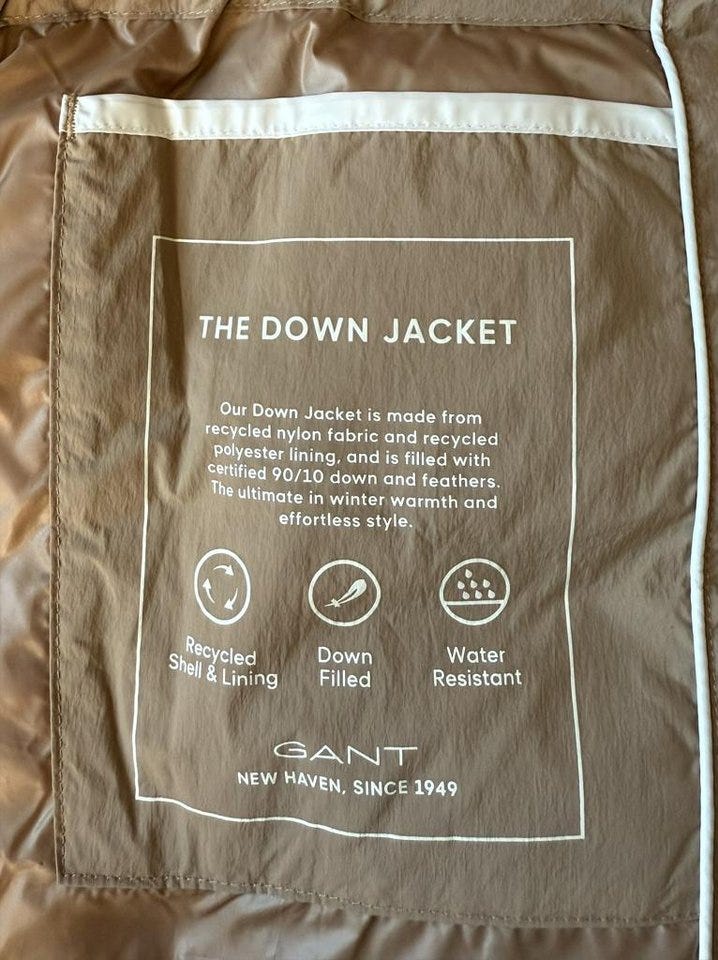 THE DOWN JACKET
Our Down Jacket is made from
recycled nylon fabric and recycled
polyester lining, and is filled with
certified 90/10 down and feathers.
The ultimate in winter warmth and
effortless style.
Recycled
Shell & Lining
Down
Filled
Water
Resistant
GANT
NEW HAVEN, SINCE 1949